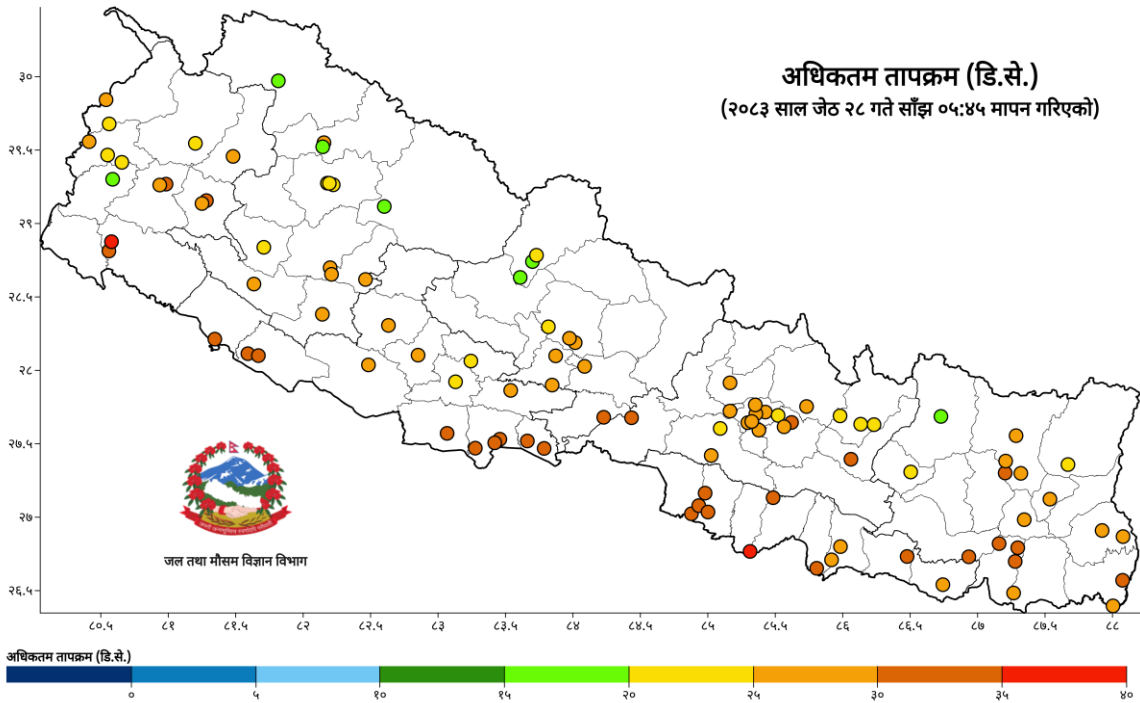 अधिकतम तापक्रम (डि.से.)
(२०८३ साल जेठ २८ गते साँझ ०५:४५ मापन गरिएको)
३०
२९.५
२९
२८.५
२८
२७.५
२७
२६.५
जल तथा मौसम विज्ञान विभाग
८०.५ ८१ ८१.५ ८२ ८२.५ ८३ ८३.५ ८४ ८४.५ ८५ ८५.५ ८६ ८६.५ ८७ ८७.५ ८८
अधिकतम तापक्रम (डि.से.)
० ५ १० १५ २० २५ ३० ३५ ४०